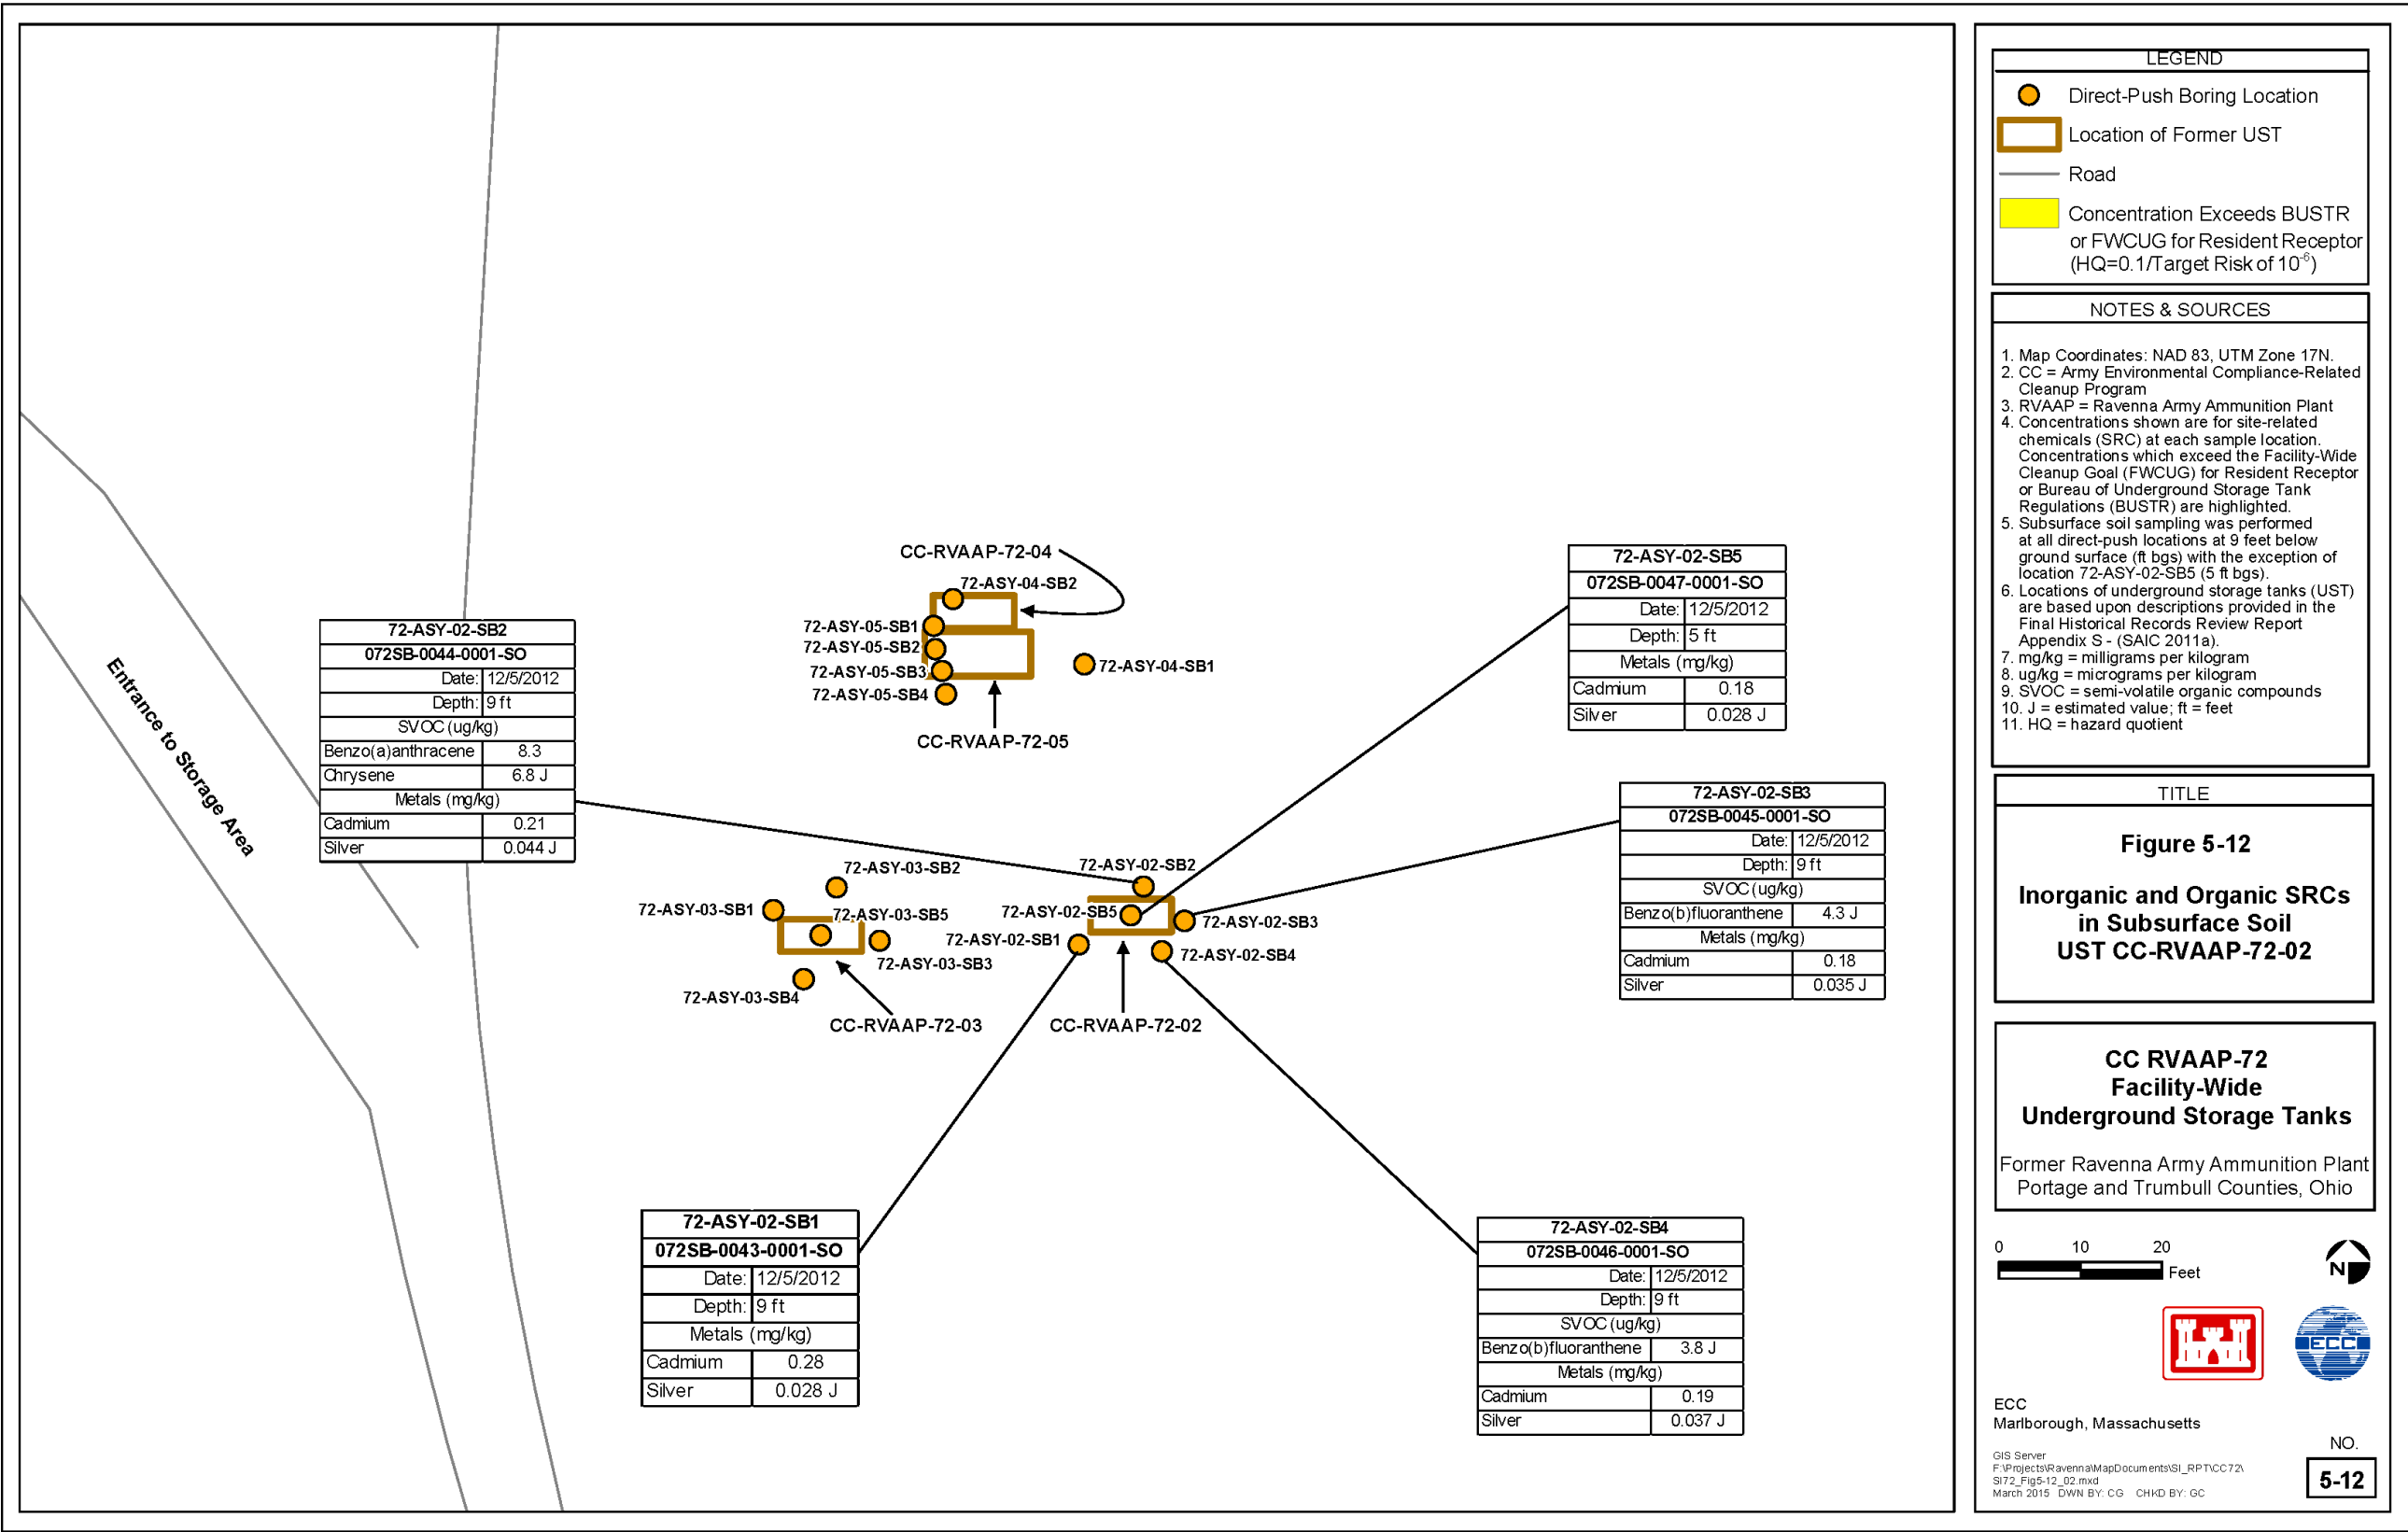 CC-RVAAP-72-04
72-ASY-04-SB2
72-ASY-05-SB1
72-ASY-05-SB2
72-ASY-05-SB3
72-ASY-05-SB4
72-ASY-04-SB1
CC-RVAAP-72-05
Entrance to Storage Area
72-ASY-02-SB2
072SB-0044-0001-SO
Date: 12/5/2012
Depth: 9 ft
SVOC (ug/kg)
Benzo(a)anthracene 8.3
Chrysene 6.8 J
Metals (mg/kg)
Cadmium 0.21
Silver 0.044 J
72-ASY-02-SB5
072SB-0047-0001-SO
Date: 12/5/2012
Depth: 5 ft
Metals (mg/kg)
Cadmium 0.18
Silver 0.028 J
72-ASY-02-SB3
072SB-0045-0001-SO
Date: 12/5/2012
Depth: 9 ft
SVOC (ug/kg)
Benzo(b)fluoranthene 4.3 J
Metals (mg/kg)
Cadmium 0.18
Silver 0.035 J
72-ASY-03-SB2
72-ASY-03-SB1
72-ASY-03-SB5
72-ASY-03-SB3
72-ASY-03-SB4
CC-RVAAP-72-03
72-ASY-02-SB2
72-ASY-02-SB5
72-ASY-02-SB3
72-ASY-02-SB1
72-ASY-02-SB4
CC-RVAAP-72-02
72-ASY-02-SB1
072SB-0043-0001-SO
Date: 12/5/2012
Depth: 9 ft
Metals (mg/kg)
Cadmium 0.28
Silver 0.028 J
72-ASY-02-SB4
072SB-0046-0001-SO
Date: 12/5/2012
Depth: 9 ft
SVOC (ug/kg)
Benzo(b)fluoranthene 3.8 J
Metals (mg/kg)
Cadmium 0.19
Silver 0.037 J
LEGEND
Direct-Push Boring Location
Location of Former UST
Road
Concentration Exceeds BUSTR
or FWCUG for Resident Receptor
(HQ=0.1/Target Risk of 10⁻⁶)
NOTES & SOURCES
1. Map Coordinates: NAD 83, UTM Zone 17N.
2. CC = Army Environmental Compliance-Related
Cleanup Program
3. RVAAP = Ravenna Army Ammunition Plant
4. Concentrations shown are for site-related
chemicals (SRC) at each sample location.
Concentrations which exceed the Facility-Wide
Cleanup Goal (FWCUG) for Resident Receptor
or Bureau of Underground Storage Tank
Regulations (BUSTR) are highlighted.
5. Subsurface soil sampling was performed
at all direct-push locations at 9 feet below
ground surface (ft bgs) with the exception of
location 72-ASY-02-SB5 (5 ft bgs).
6. Locations of underground storage tanks (UST)
are based upon descriptions provided in the
Final Historical Records Review Report
Appendix S - (SAIC 2011a).
7. mg/kg = milligrams per kilogram
8. ug/kg = micrograms per kilogram
9. SVOC = semi-volatile organic compounds
10. J = estimated value; ft = feet
11. HQ = hazard quotient
TITLE
Figure 5-12
Inorganic and Organic SRCs
in Subsurface Soil
UST CC-RVAAP-72-02
CC RVAAP-72
Facility-Wide
Underground Storage Tanks
Former Ravenna Army Ammunition Plant
Portage and Trumbull Counties, Ohio
0 10 20
Feet
N
ECC
ECC
Marlborough, Massachusetts
GIS Server
F:\Projects\Ravenna\MapDocuments\SI_RPT\CC72\
SI72_Fig5-12_02.mxd
March 2015 DWN BY: CG CHKD BY: GC
NO.
5-12